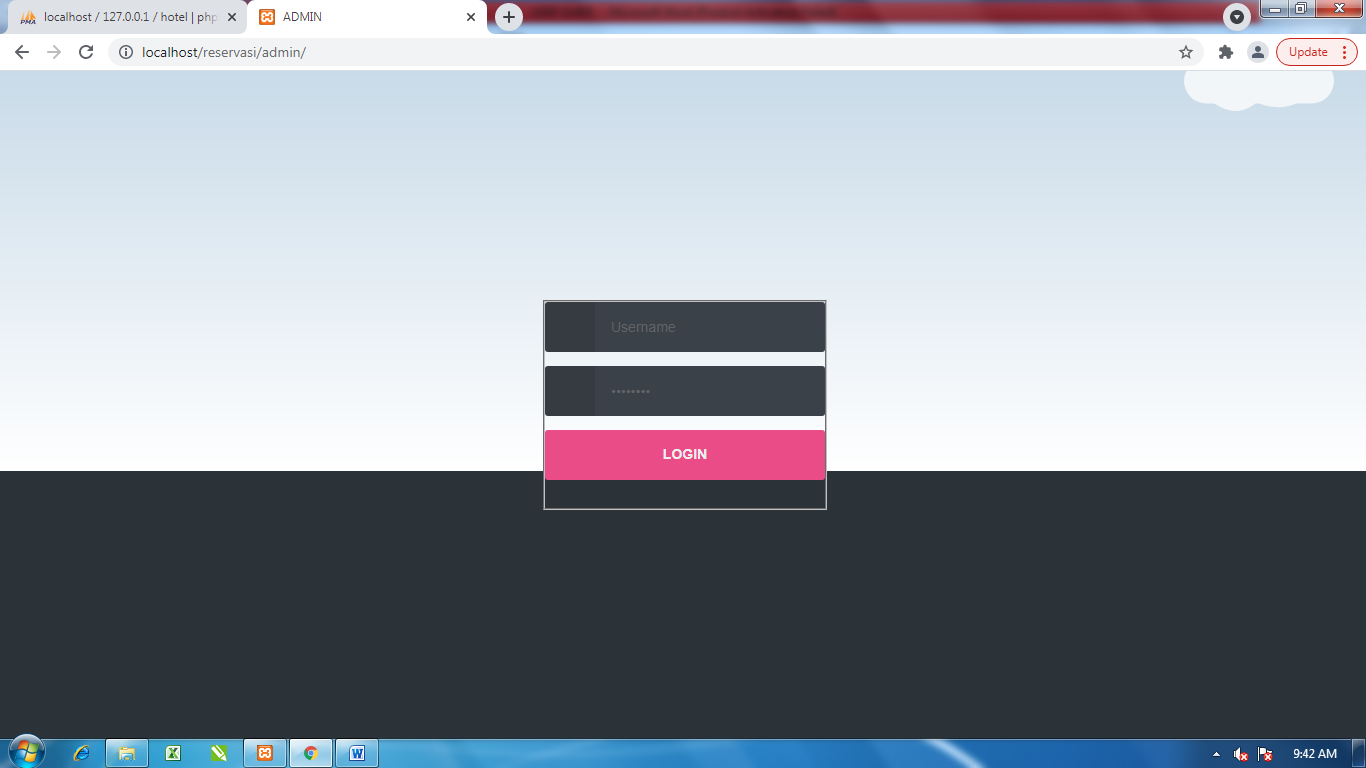 localhost / 127.0.0.1 / hotel | php
ADMIN
localhost/reservasi/admin/
Update
Username
••••••••
LOGIN
9:42 AM